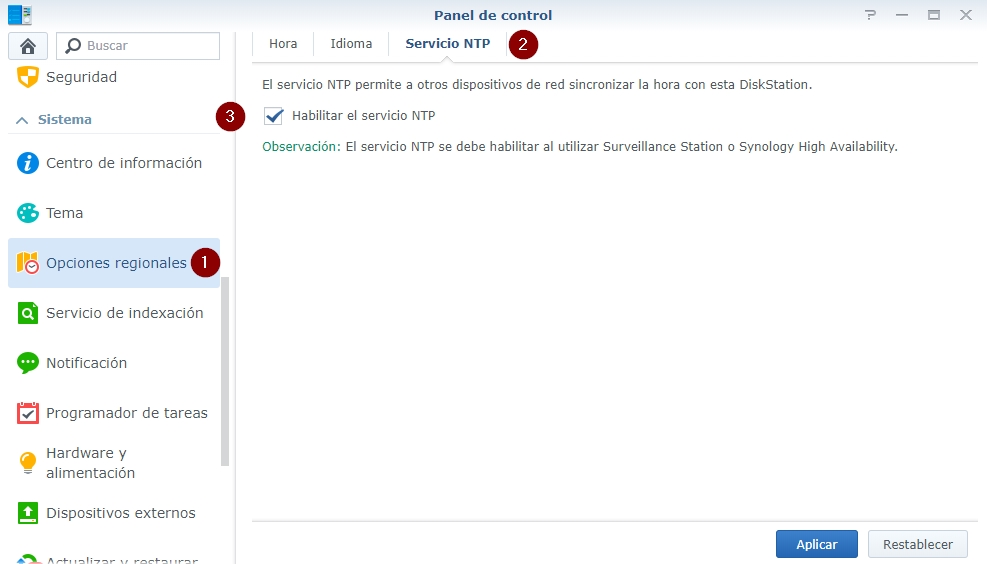 Panel de control
Buscar
Seguridad
Sistema
Centro de información
Tema
Opciones regionales 1
Servicio de indexación
Notificación
Programador de tareas
Hardware y
alimentación
Dispositivos externos
Actualizar y restaurar
Hora Idioma Servicio NTP 2
El servicio NTP permite a otros dispositivos de red sincronizar la hora con esta DiskStation.
3 Habilitar el servicio NTP
Observación: El servicio NTP se debe habilitar al utilizar Surveillance Station o Synology High Availability.
Aplicar Restablecer